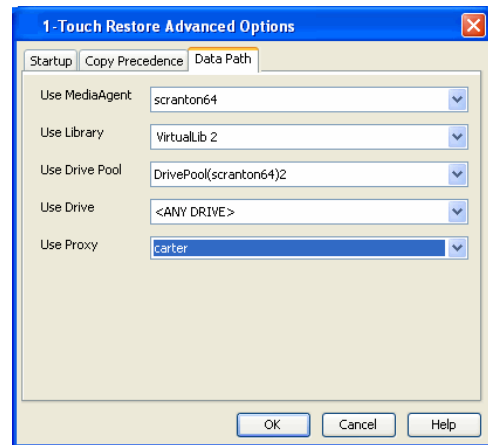 1-Touch Restore Advanced Options
Startup Copy Precedence Data Path
Use MediaAgent scranton64
Use Library VirtualLib 2
Use Drive Pool DrivePool(scranton64)2
Use Drive <ANY DRIVE>
Use Proxy carter
OK Cancel Help